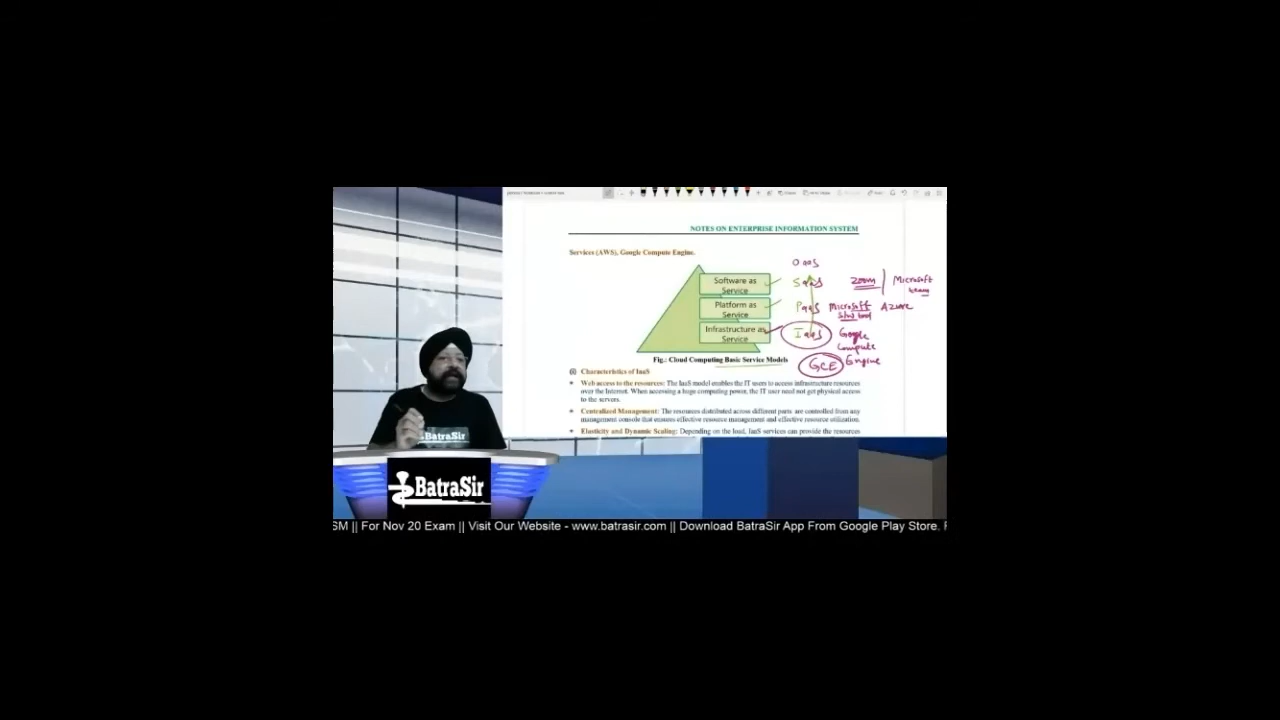 NOTES ON ENTERPRISE INFORMATION SYSTEM
Services (AWS), Google Compute Engine.
OaaS
Software as Service SaaS zoom Microsoft team
Platform as Service PaaS Microsoft Azure
Infrastructure as Service IaaS Google Compute Engine
GCE
Fig.: Cloud Computing Basic Service Models
(i) Characteristics of IaaS
Web access to the resources: The IaaS model enables the IT users to access infrastructure resources
over the Internet. When accessing a huge computing power, the IT user need not get physical access
to the servers.
Centralized Management: The resources distributed across different parts are controlled from any
management console that ensures effective resource management and effective resource utilization.
Elasticity and Dynamic Scaling: Depending on the load, IaaS services can provide the resources
BatraSir
BatraSir
SM || For Nov 20 Exam || Visit Our Website - www.batrasir.com || Download BatraSir App From Google Play Store.